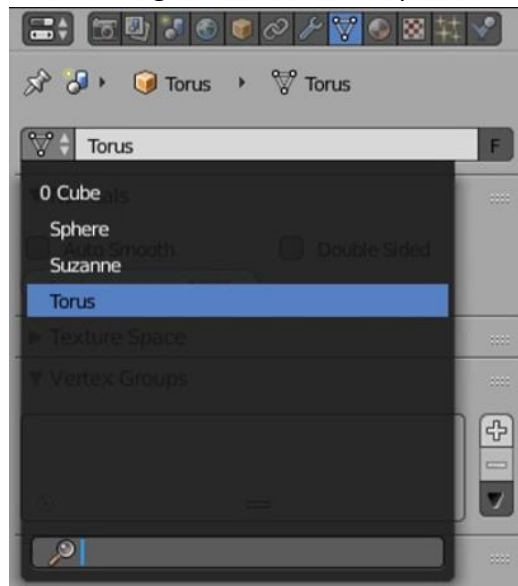 Torus Torus
Torus F
0 Cube
Sphere
Suzanne
Torus
Auto Smooth Double Sided
Texture Space
Vertex Groups